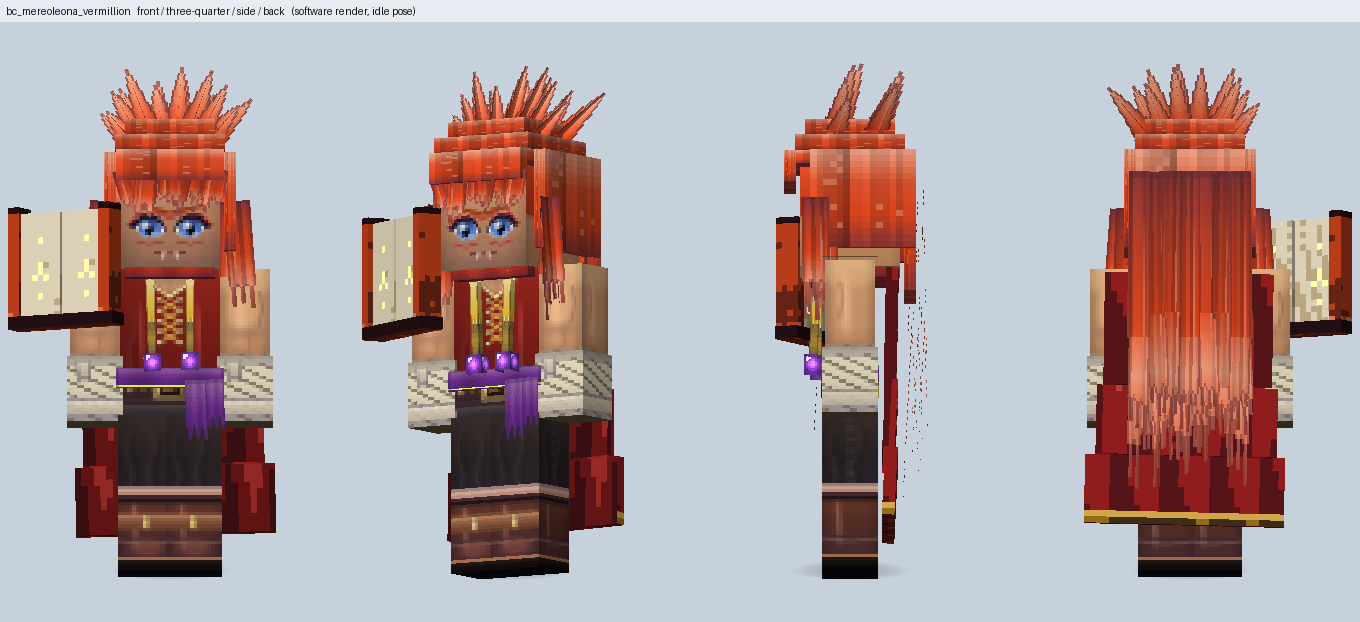 bc_mereoleona_vermillion front / three-quarter / side / back (software render, idle pose)